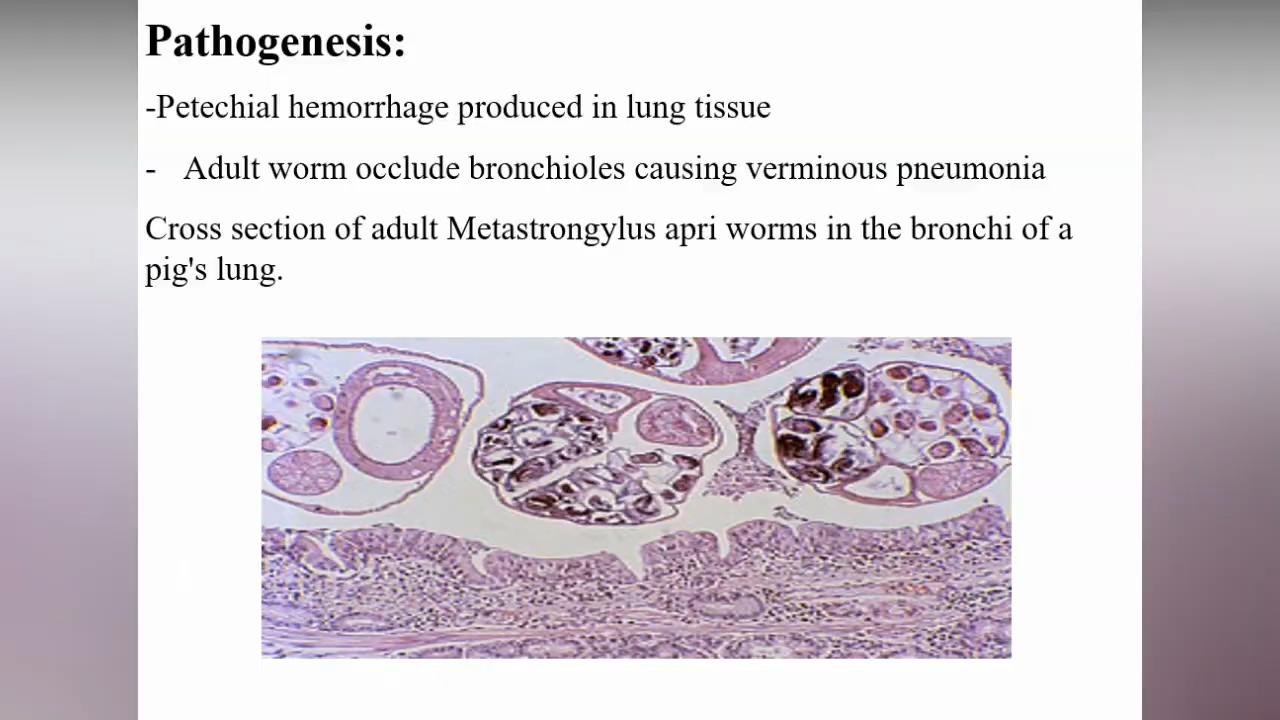 Pathogenesis:
-Petechial hemorrhage produced in lung tissue
- Adult worm occlude bronchioles causing verminous pneumonia
Cross section of adult Metastrongylus apri worms in the bronchi of a
pig's lung.